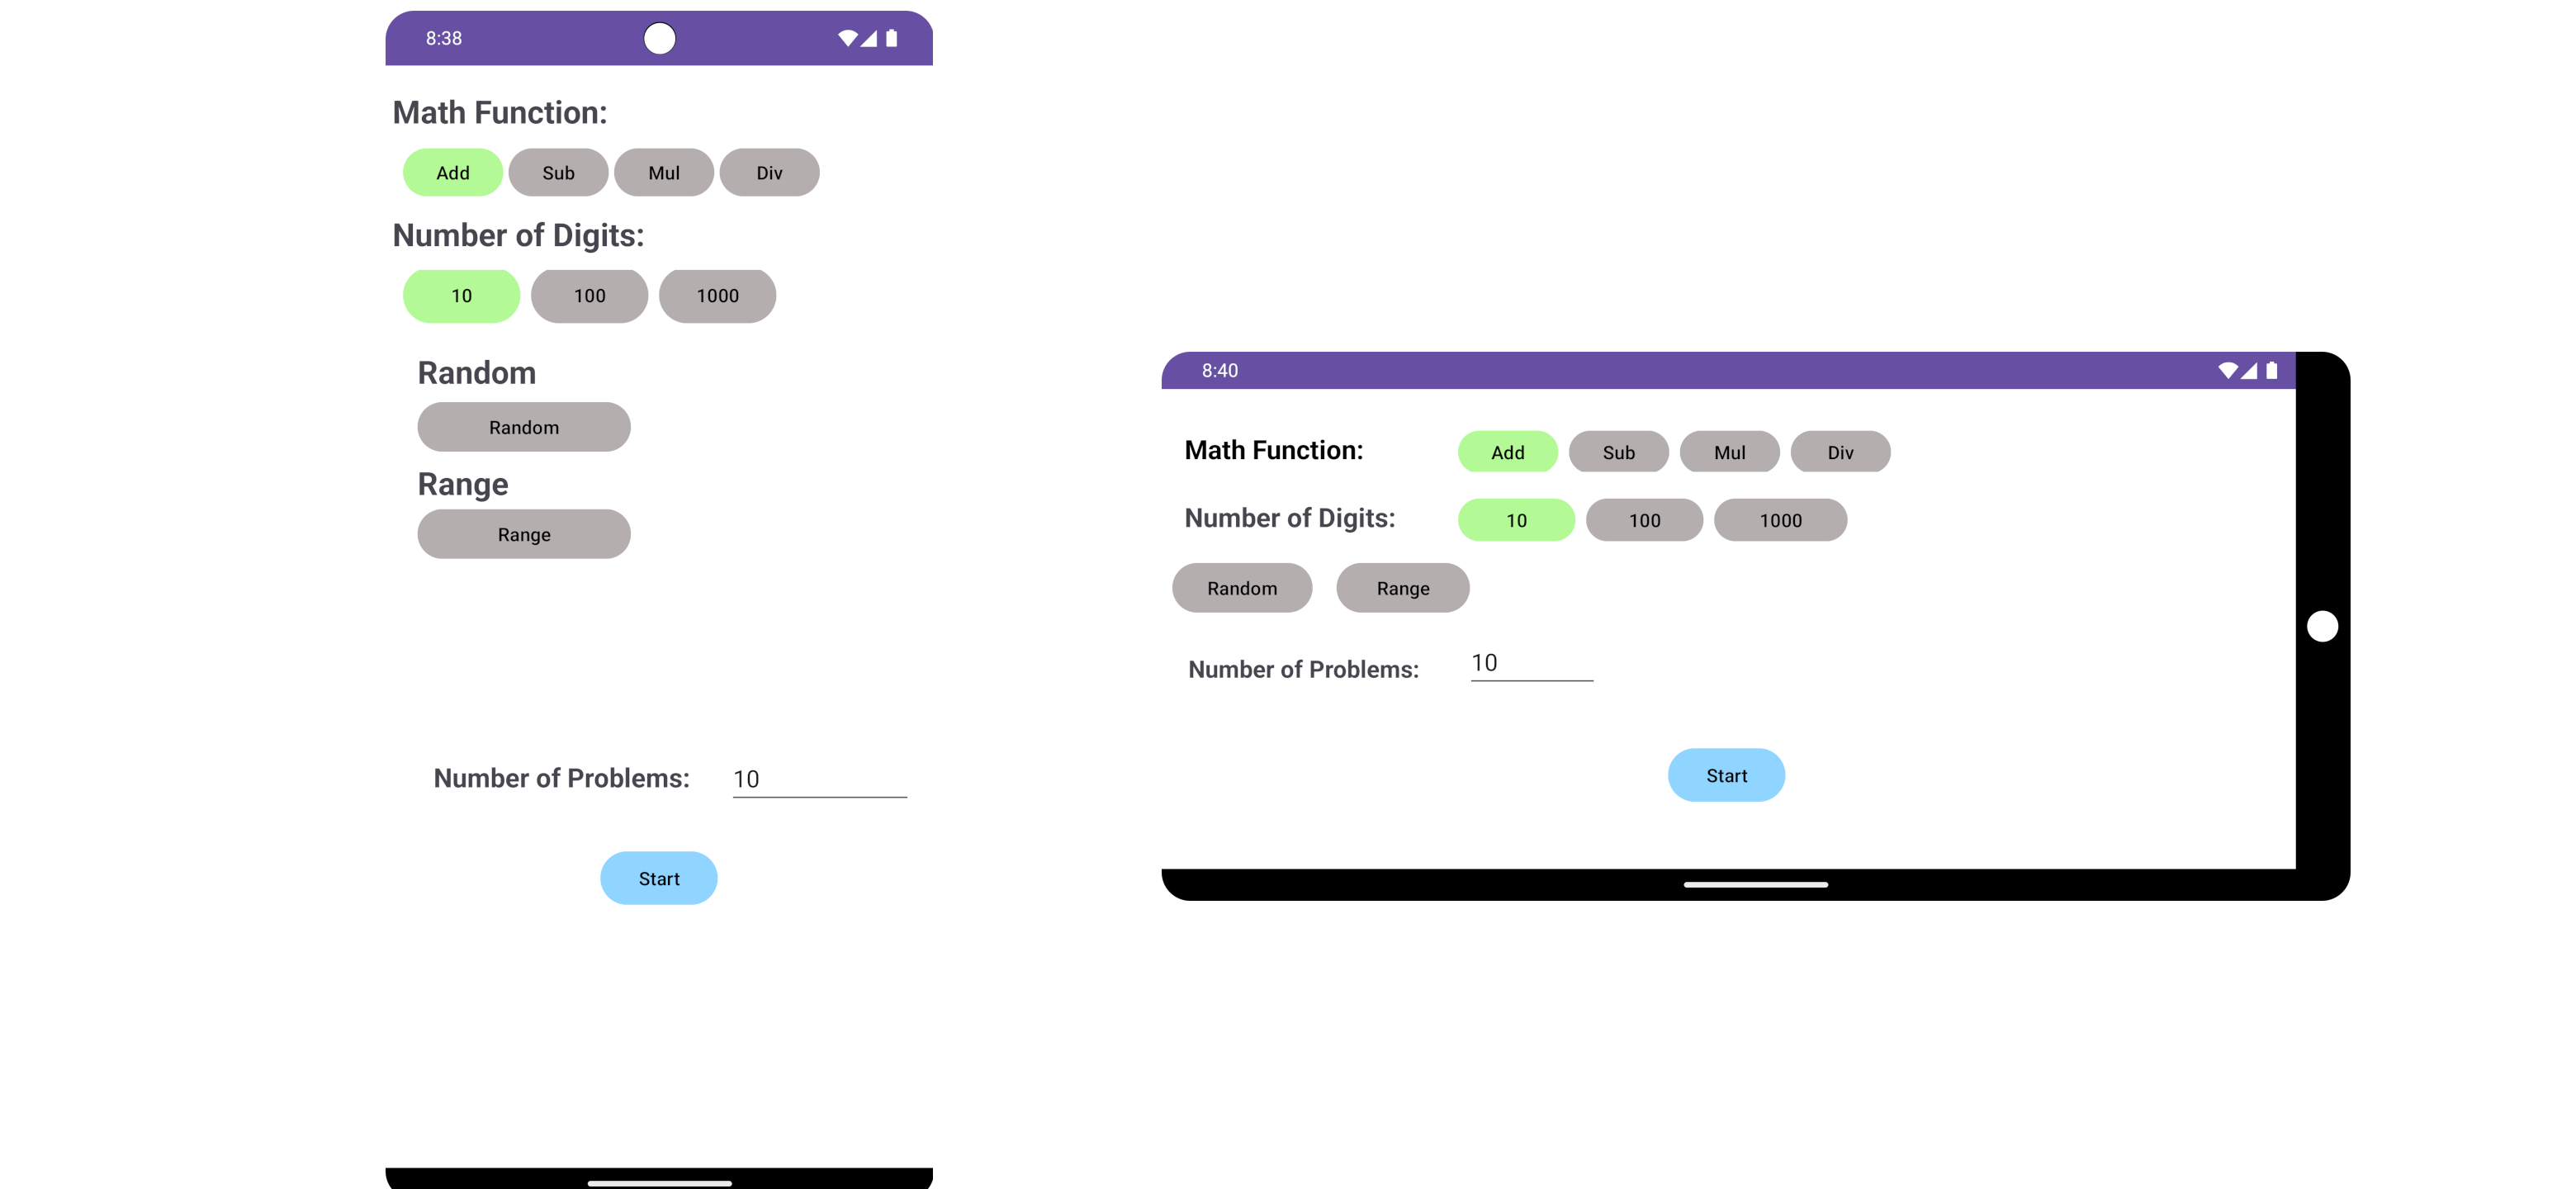 8:38
Math Function:
Add Sub Mul Div
Number of Digits:
10 100 1000
Random
Random
Range
Range
Number of Problems: 10
Start
8:40
Math Function: Add Sub Mul Div
Number of Digits: 10 100 1000
Random Range
Number of Problems: 10
Start